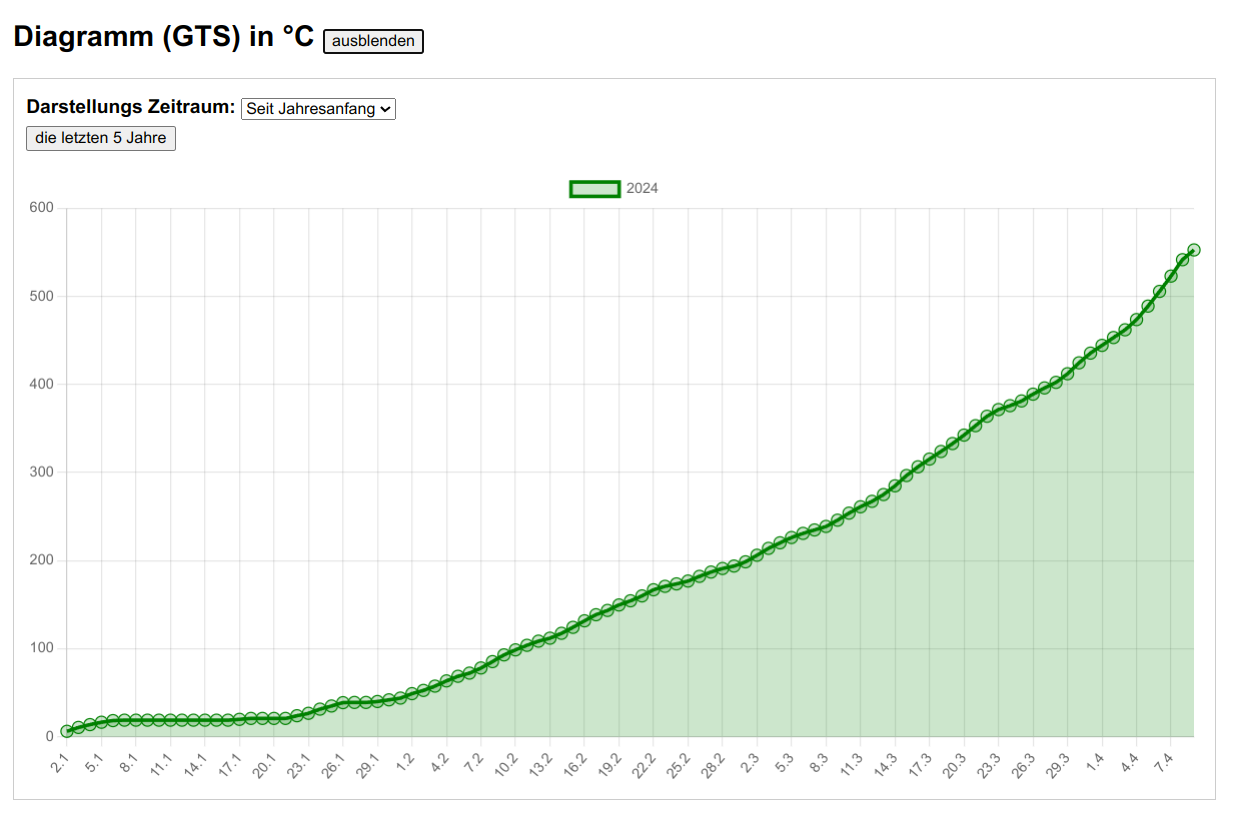 Diagramm (GTS) in °C ausblenden
Darstellungs Zeitraum: Seit Jahresanfang
die letzten 5 Jahre
2024
600
500
400
300
200
100
0
2.1 5.1 8.1 11.1 14.1 17.1 20.1 23.1 26.1 29.1 1.2 4.2 7.2 10.2 13.2 16.2 19.2 22.2 25.2 28.2 2.3 5.3 8.3 11.3 14.3 17.3 20.3 23.3 26.3 29.3 1.4 4.4 7.4